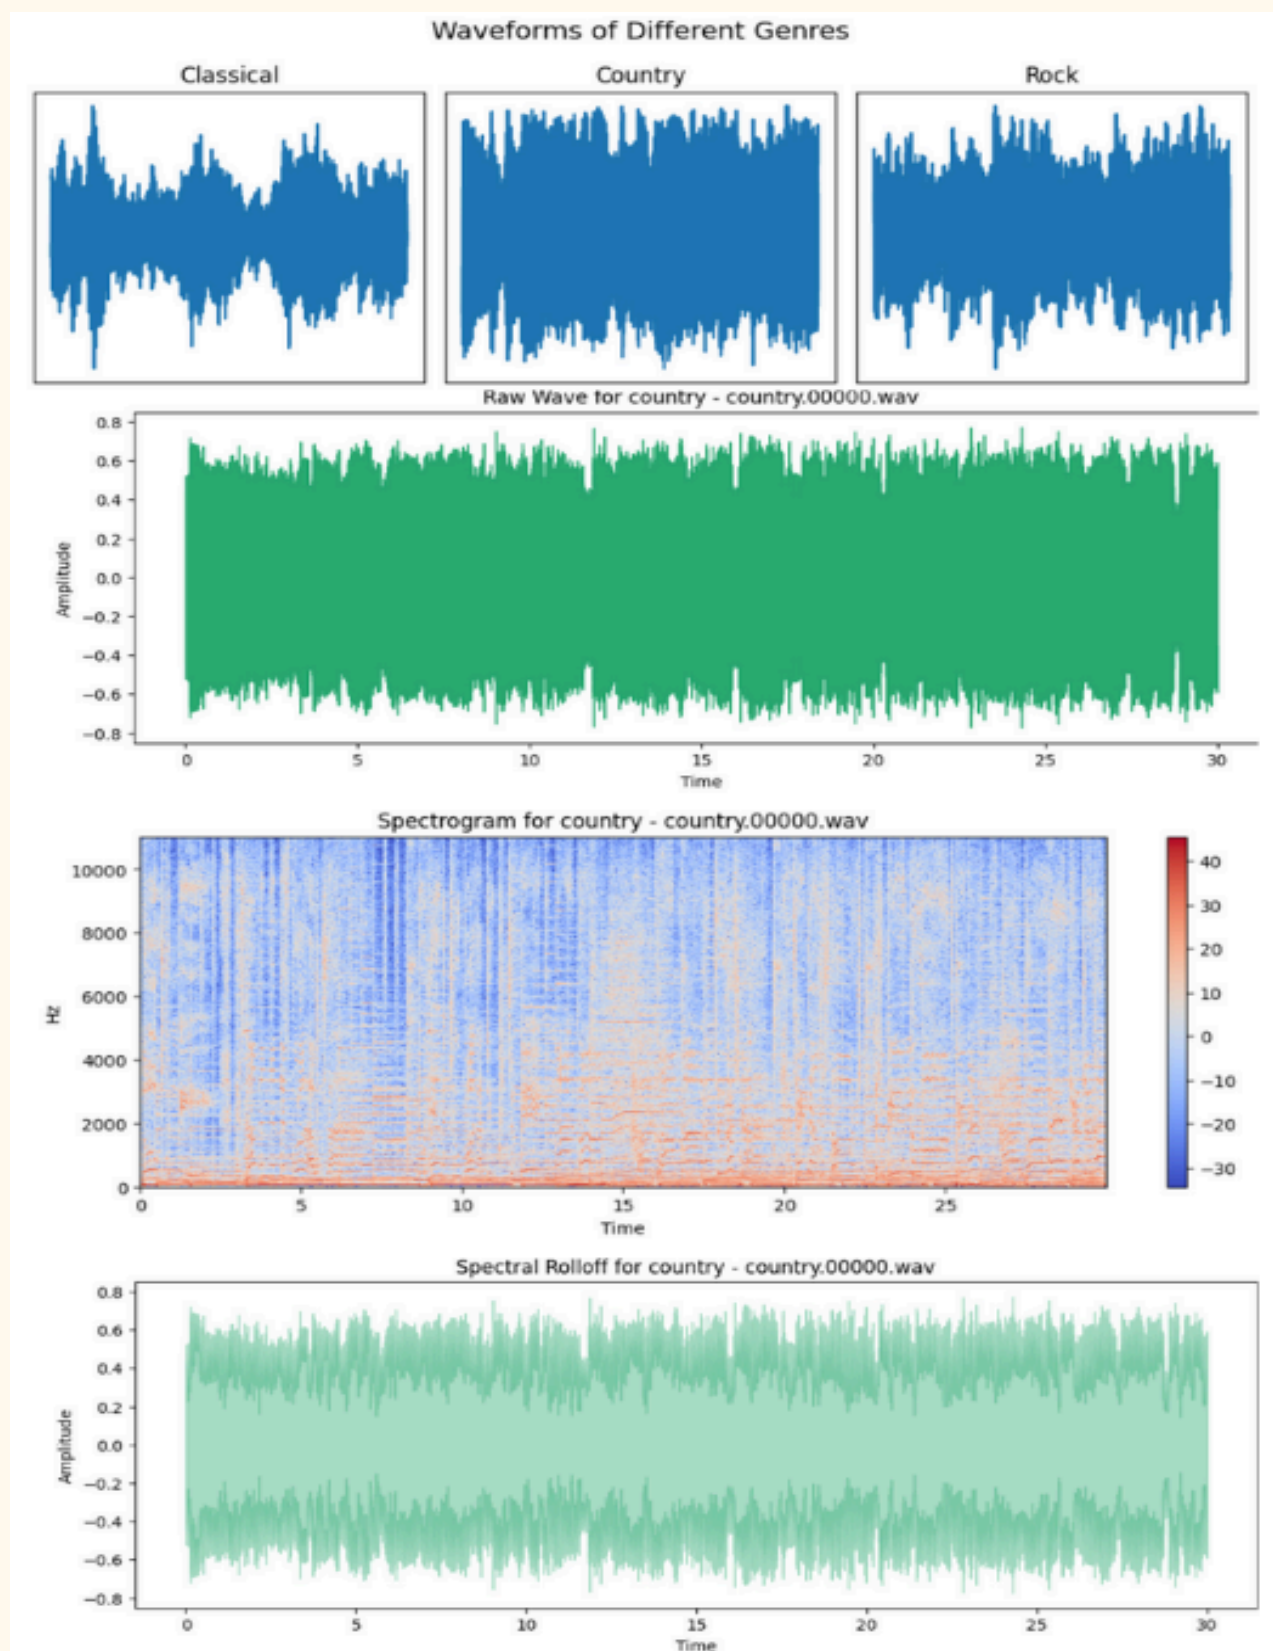 Waveforms of Different Genres
Classical Country Rock
Raw Wave for country - country.00000.wav
0.8
0.6
0.4
0.2
0.0
−0.2
−0.4
−0.6
−0.8
Amplitude
0 5 10 15 20 25 30
Time
Spectrogram for country - country.00000.wav
10000
8000
6000
4000
2000
0
Hz
0 5 10 15 20 25
Time
40
30
20
10
0
−10
−20
−30
Spectral Rolloff for country - country.00000.wav
0.8
0.6
0.4
0.2
0.0
−0.2
−0.4
−0.6
−0.8
Amplitude
0 5 10 15 20 25 30
Time